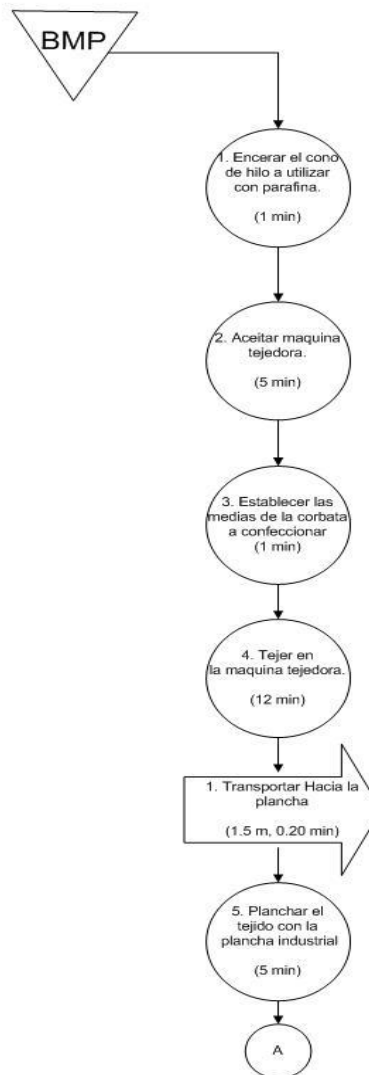 BMP
1. Encerar el cono
de hilo a utilizar
con parafina.
(1 min)
2. Aceitar maquina
tejedora.
(5 min)
3. Establecer las
medias de la corbata
a confeccionar
(1 min)
4. Tejer en
la maquina tejedora.
(12 min)
1. Transportar Hacia la
plancha
(1.5 m, 0.20 min)
5. Planchar el
tejido con la
plancha industrial
(5 min)
A